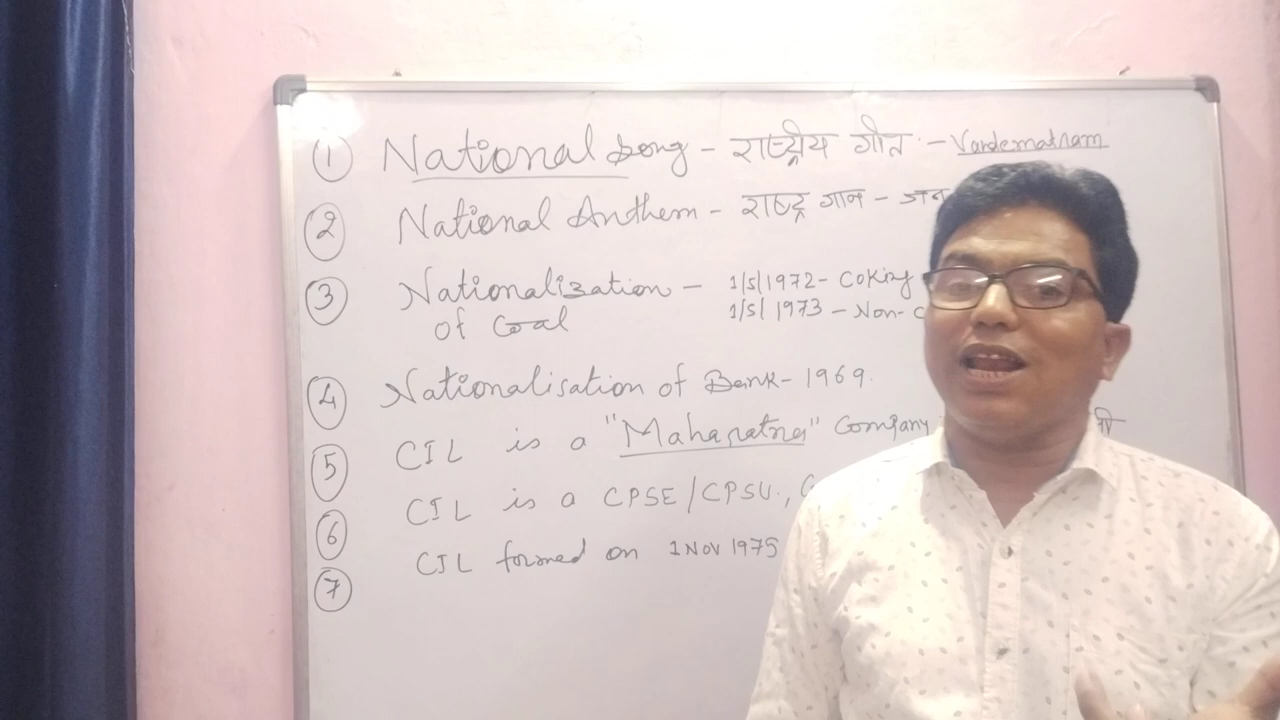 ① National Song - राष्ट्रीय गीत - Vandematram
② National Anthem - राष्ट्र गान - जन
③ Nationalization - 1/5/1972 - Coking
of Coal 1/5/1973 - Non-c
④ Nationalisation of Bank - 1969.
⑤ CIL is a "Maharatna" Company
⑥ CIL is a CPSE/CPSU.,
⑦ CIL formed on 1 Nov 1975